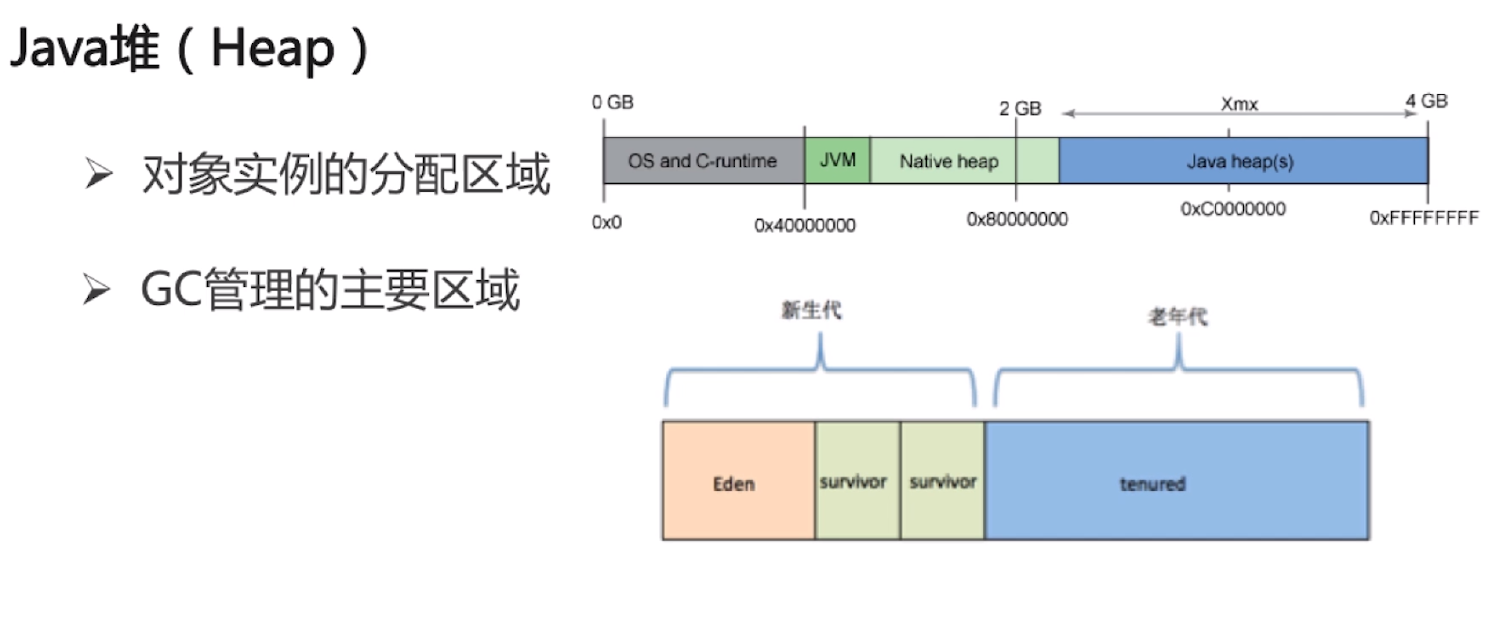 Java堆（Heap）
对象实例的分配区域
GC管理的主要区域
0 GB
2 GB
Xmx
4 GB
OS and C-runtime
JVM
Native heap
Java heap(s)
0x0
0x40000000
0x80000000
0xC0000000
0xFFFFFFFF
新生代
老年代
Eden
survivor
survivor
tenured